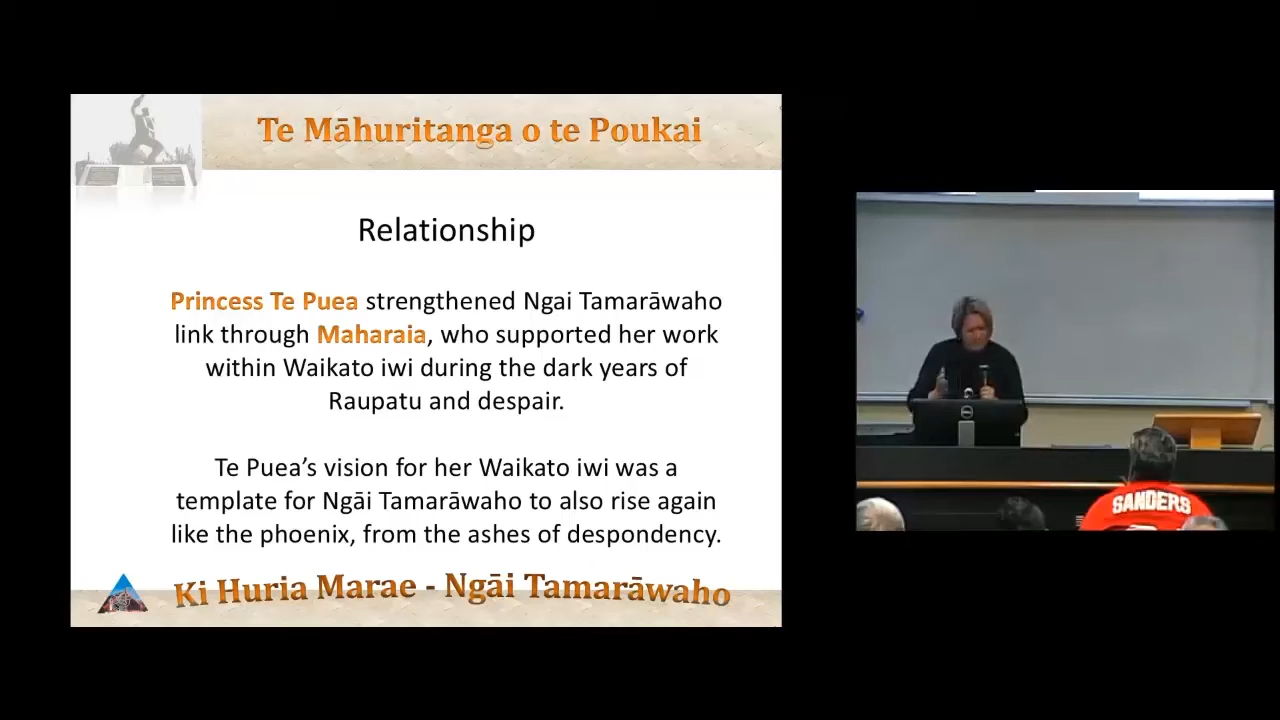 Te Māhuritanga o te Poukai
Relationship
Princess Te Puea strengthened Ngai Tamarāwaho
link through Maharaia, who supported her work
within Waikato iwi during the dark years of
Raupatu and despair.
Te Puea’s vision for her Waikato iwi was a
template for Ngāi Tamarāwaho to also rise again
like the phoenix, from the ashes of despondency.
Ki Huria Marae - Ngāi Tamarāwaho
DELL
SANDERS